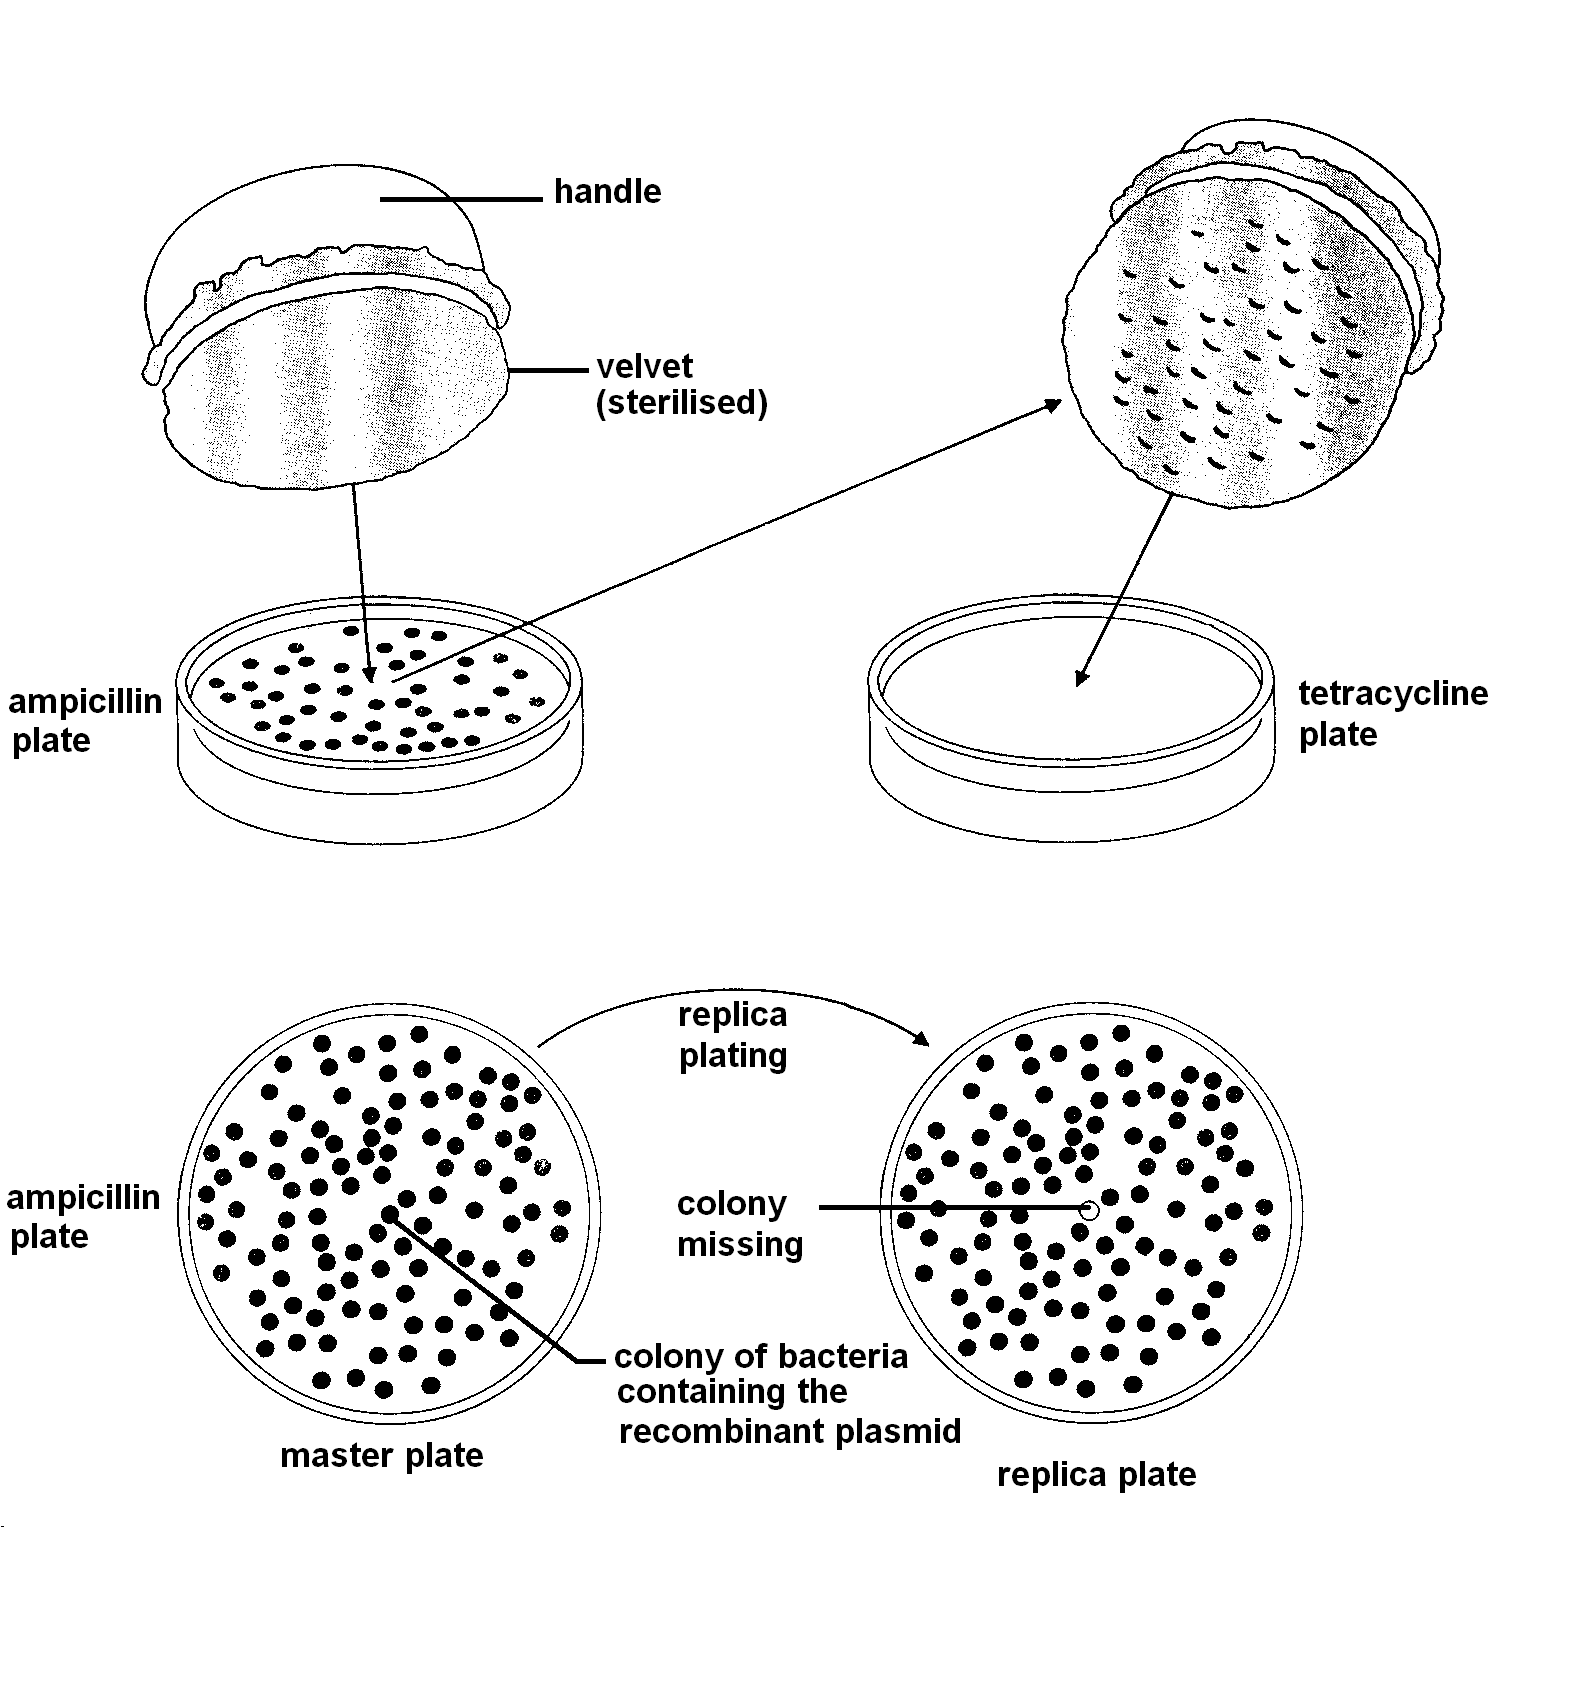 handle
velvet
(sterilised)
ampicillin
plate
tetracycline
plate
replica
plating
ampicillin
plate
colony
missing
colony of bacteria
containing the
recombinant plasmid
master plate
replica plate